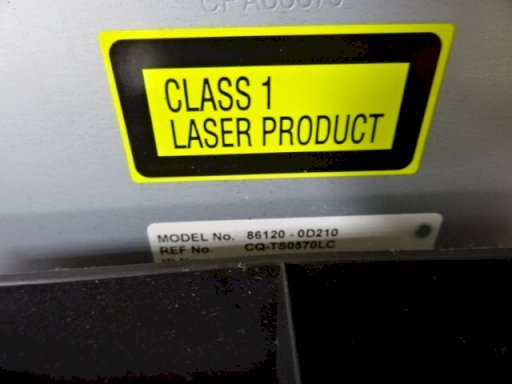 CLASS 1
LASER PRODUCT
MODEL No. 86120 - 0D210
REF No. CQ-TS0570LC